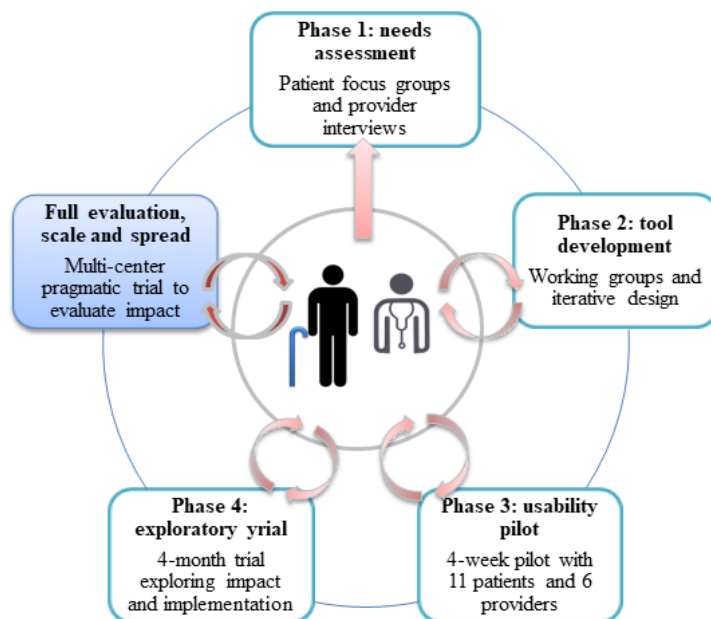 Phase 1: needs
assessment
Patient focus groups
and provider
interviews
Phase 2: tool
development
Working groups and
iterative design
Phase 3: usability
pilot
4-week pilot with
11 patients and 6
providers
Phase 4:
exploratory yrial
4-month trial
exploring impact
and implementation
Full evaluation,
scale and spread
Multi-center
pragmatic trial to
evaluate impact